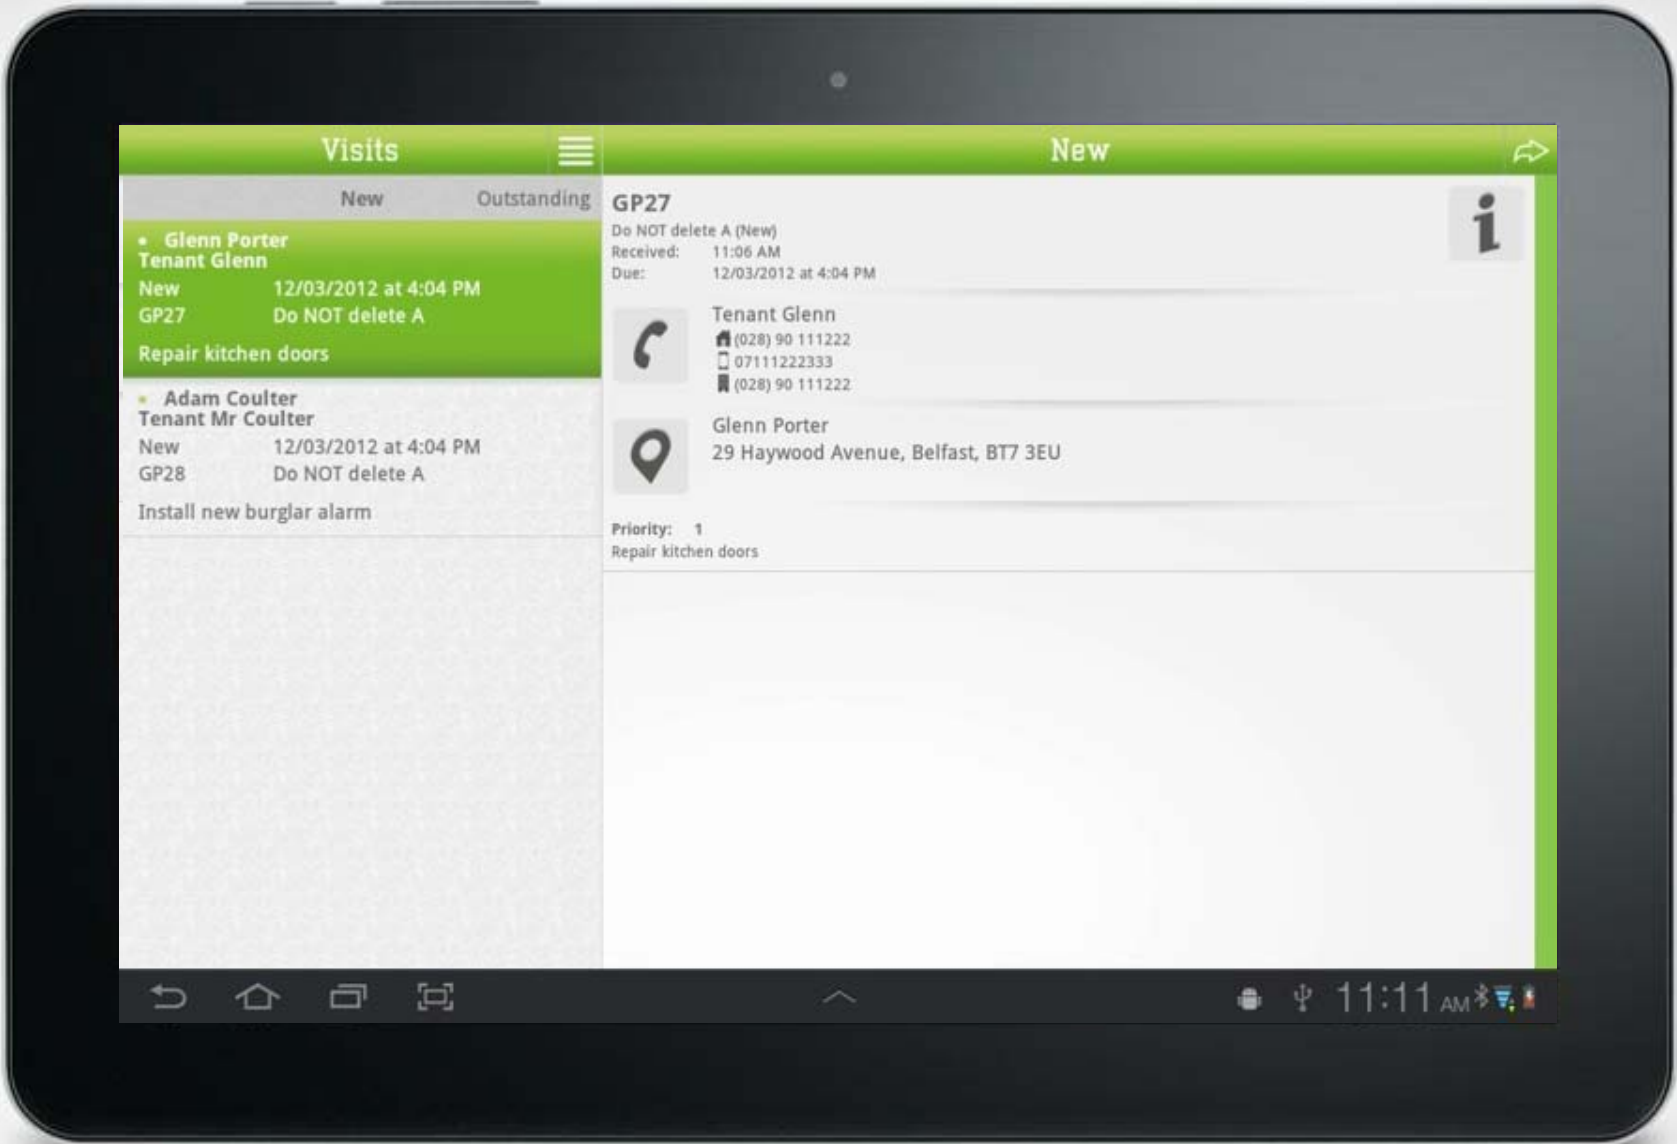 Visits
New
New Outstanding
Glenn Porter
Tenant Glenn
New 12/03/2012 at 4:04 PM
GP27 Do NOT delete A
Repair kitchen doors
Adam Coulter
Tenant Mr Coulter
New 12/03/2012 at 4:04 PM
GP28 Do NOT delete A
Install new burglar alarm
GP27
Do NOT delete A (New)
Received: 11:06 AM
Due: 12/03/2012 at 4:04 PM
Tenant Glenn
(028) 90 111222
07111222333
(028) 90 111222
Glenn Porter
29 Haywood Avenue, Belfast, BT7 3EU
Priority: 1
Repair kitchen doors
11:11 AM